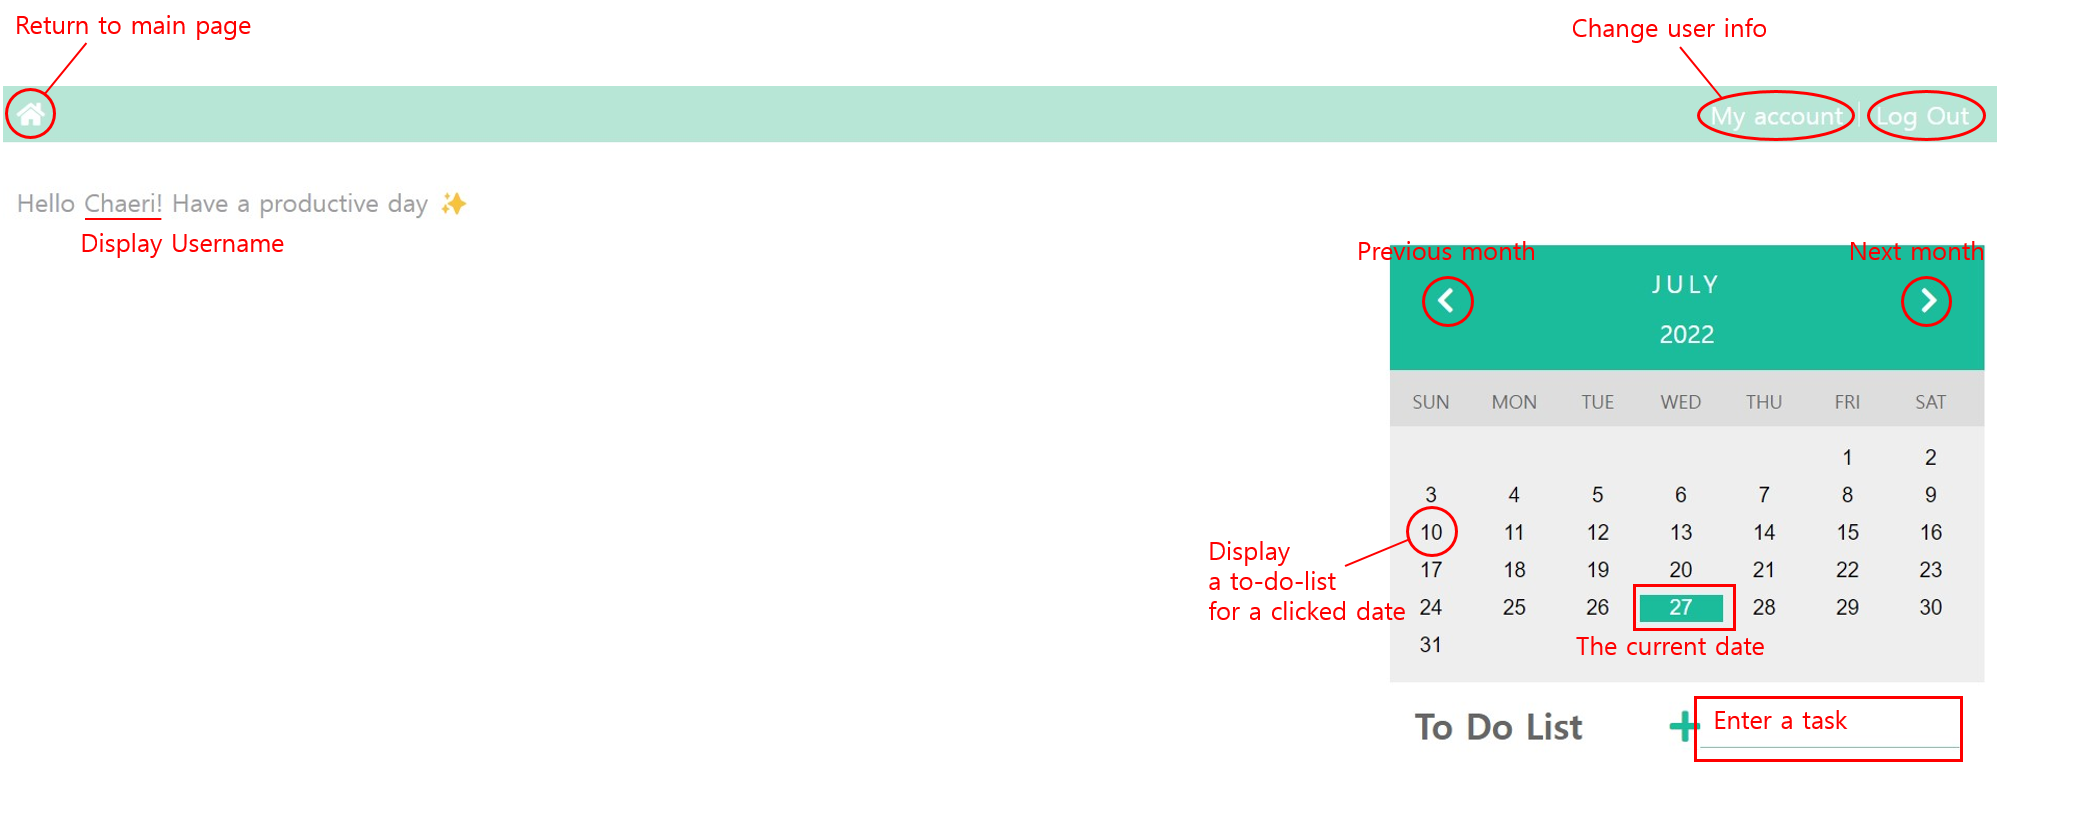 Return to main page
Change user info
My account | Log Out
Hello Chaeri! Have a productive day ✨
Display Username
Previous month
Next month
JULY
2022
SUN MON TUE WED THU FRI SAT
1 2
3 4 5 6 7 8 9
10 11 12 13 14 15 16
17 18 19 20 21 22 23
24 25 26 27 28 29 30
31
Display
a to-do-list
for a clicked date
The current date
To Do List
Enter a task